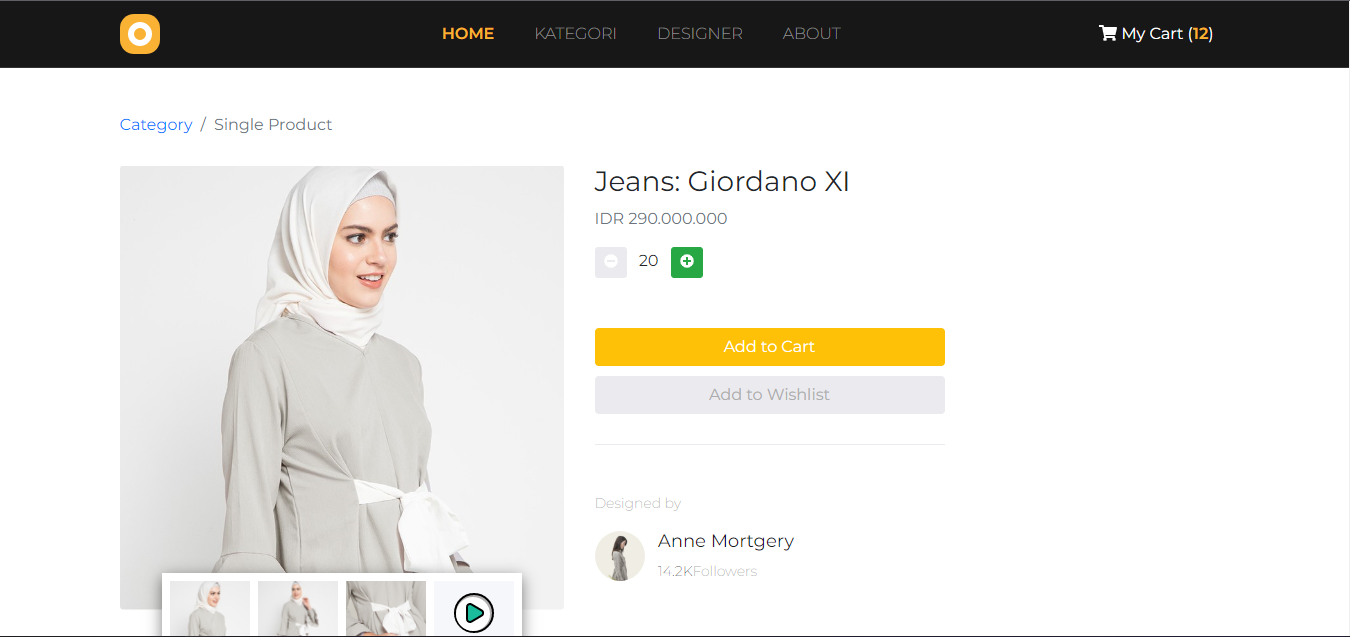 HOME KATEGORI DESIGNER ABOUT My Cart (12)
Category / Single Product
Jeans: Giordano XI
IDR 290.000.000
20
Add to Cart
Add to Wishlist
Designed by
Anne Mortgery
14.2KFollowers